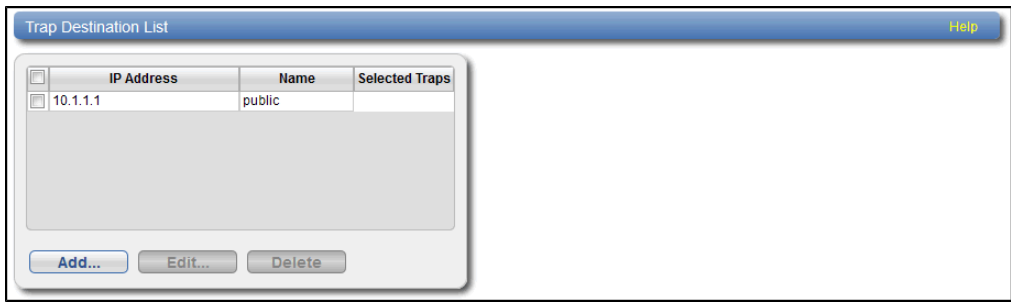 Trap Destination List Help
IP Address Name Selected Traps
10.1.1.1 public
Add... Edit... Delete